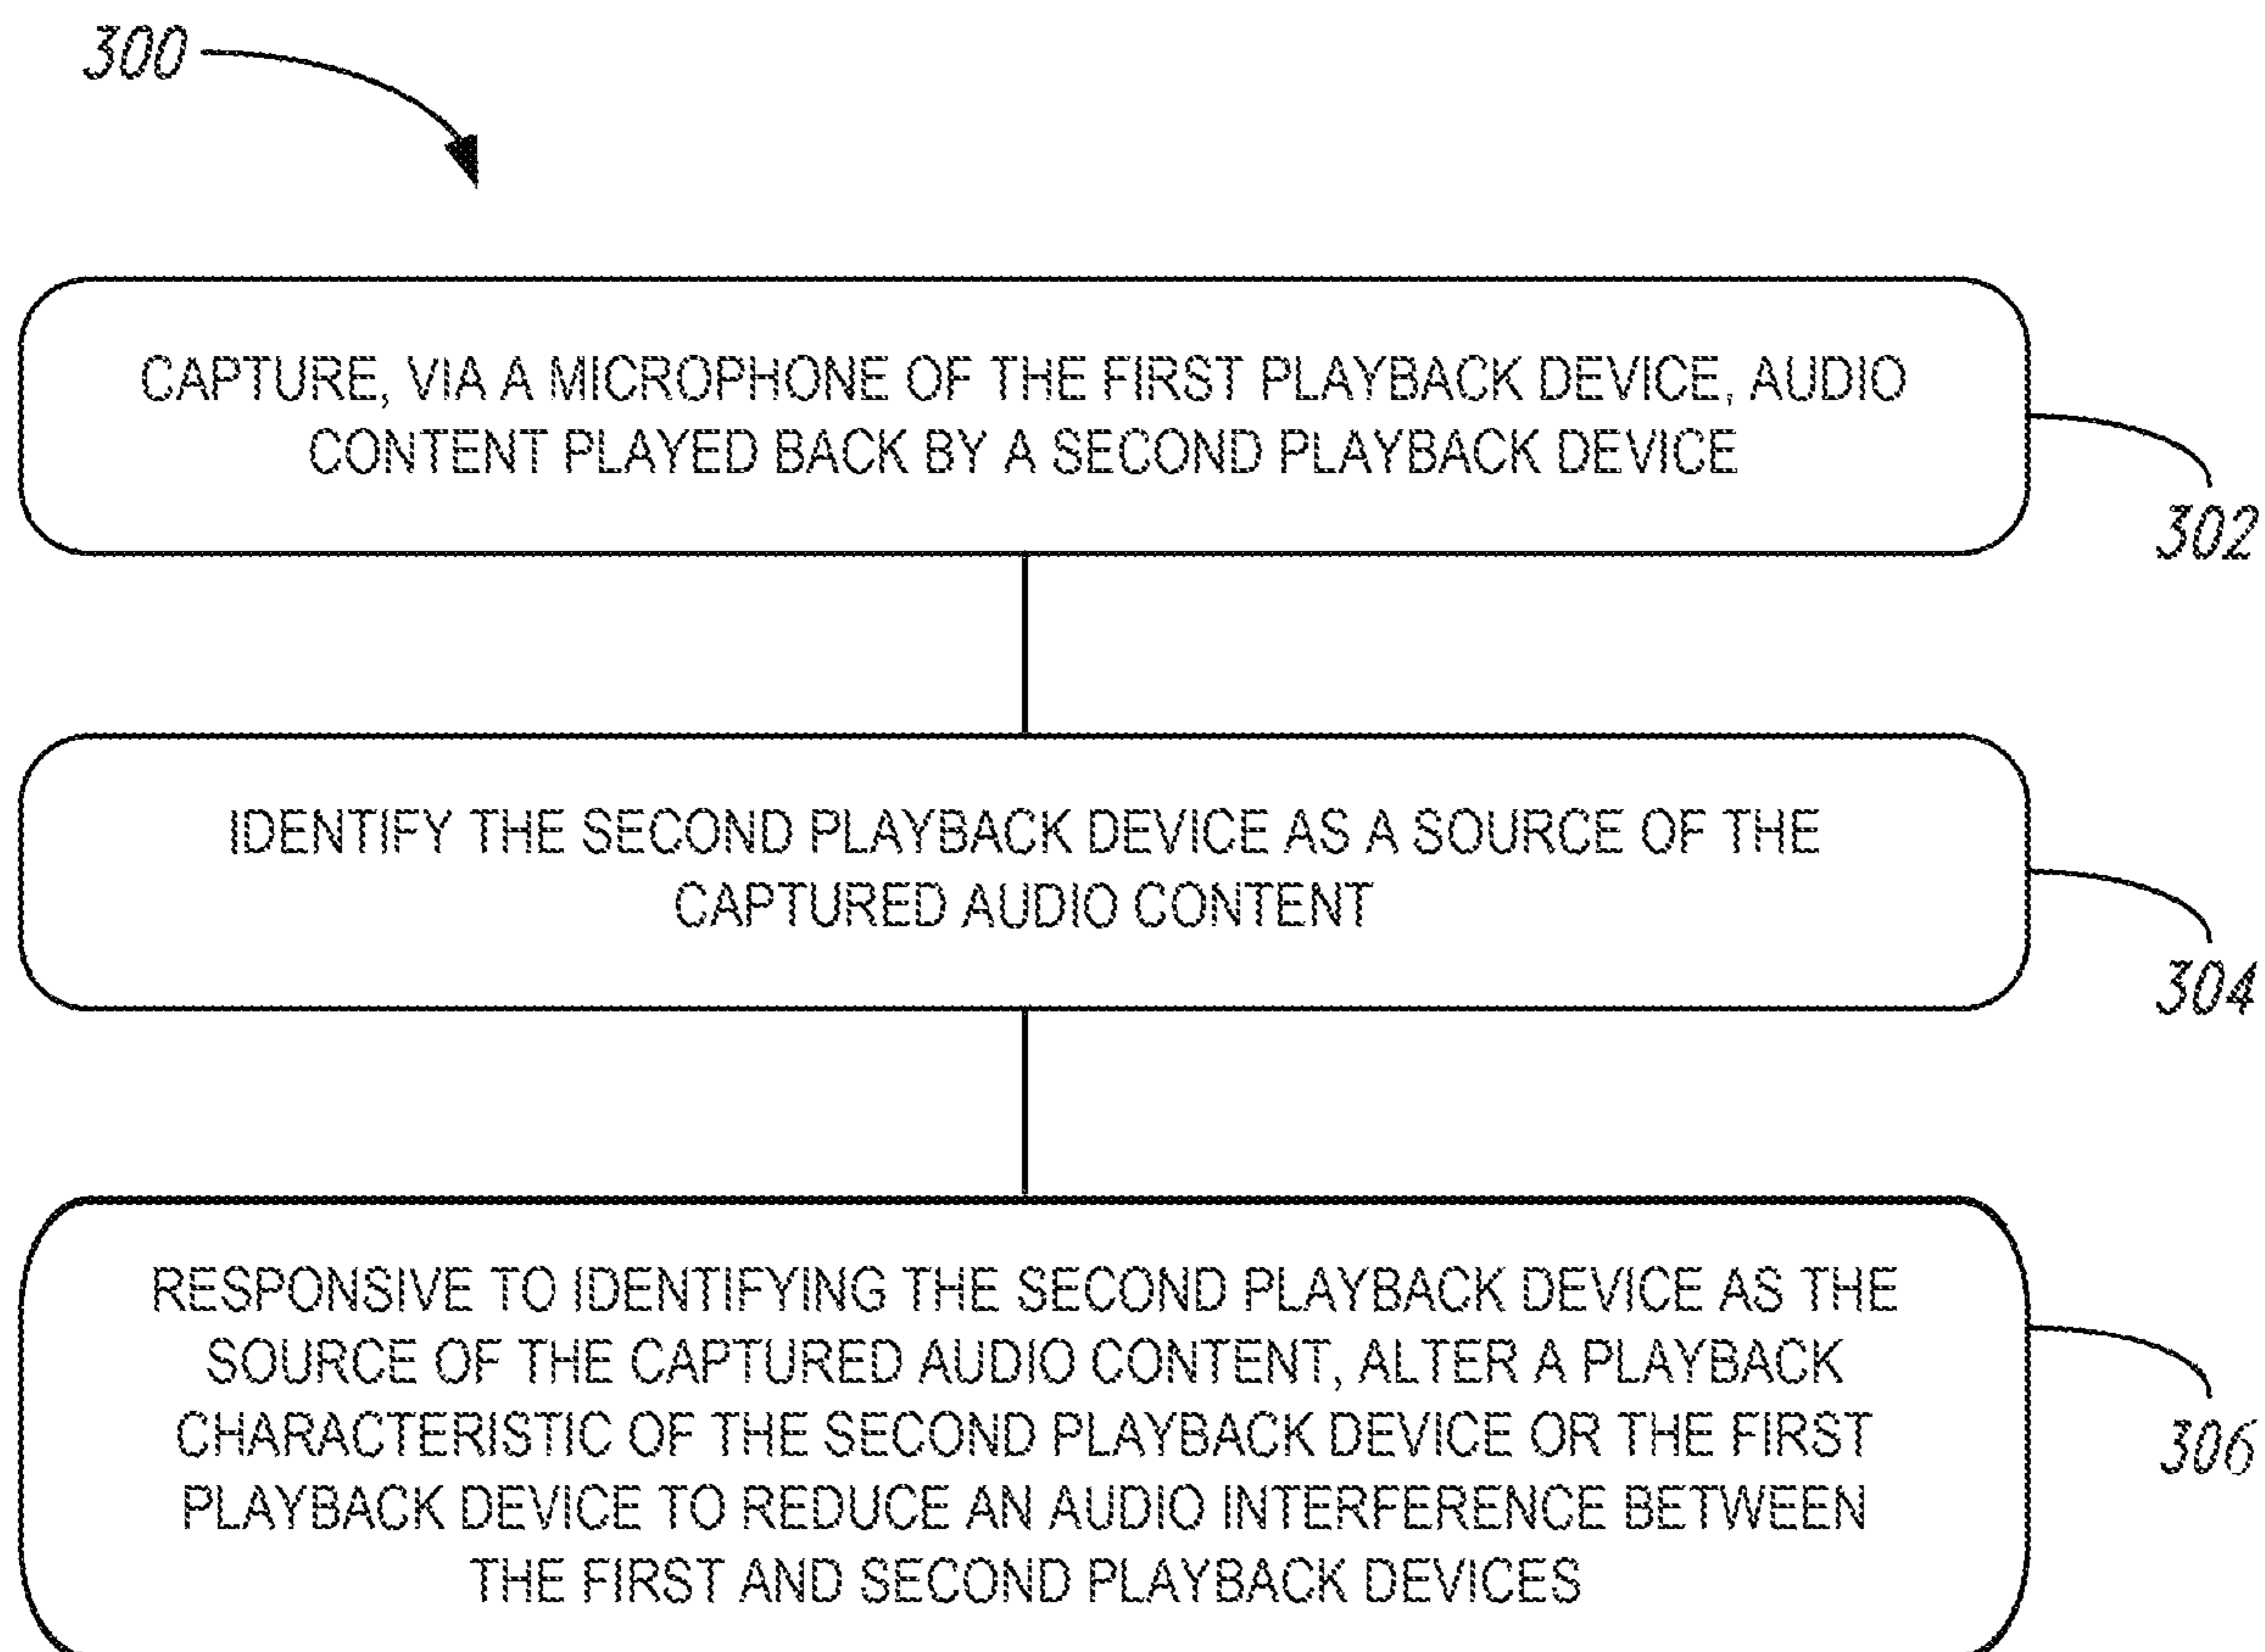 300
CAPTURE, VIA A MICROPHONE OF THE FIRST PLAYBACK DEVICE, AUDIO
CONTENT PLAYED BACK BY A SECOND PLAYBACK DEVICE
302
IDENTIFY THE SECOND PLAYBACK DEVICE AS A SOURCE OF THE
CAPTURED AUDIO CONTENT
304
RESPONSIVE TO IDENTIFYING THE SECOND PLAYBACK DEVICE AS THE
SOURCE OF THE CAPTURED AUDIO CONTENT, ALTER A PLAYBACK
CHARACTERISTIC OF THE SECOND PLAYBACK DEVICE OR THE FIRST
PLAYBACK DEVICE TO REDUCE AN AUDIO INTERFERENCE BETWEEN
THE FIRST AND SECOND PLAYBACK DEVICES
306